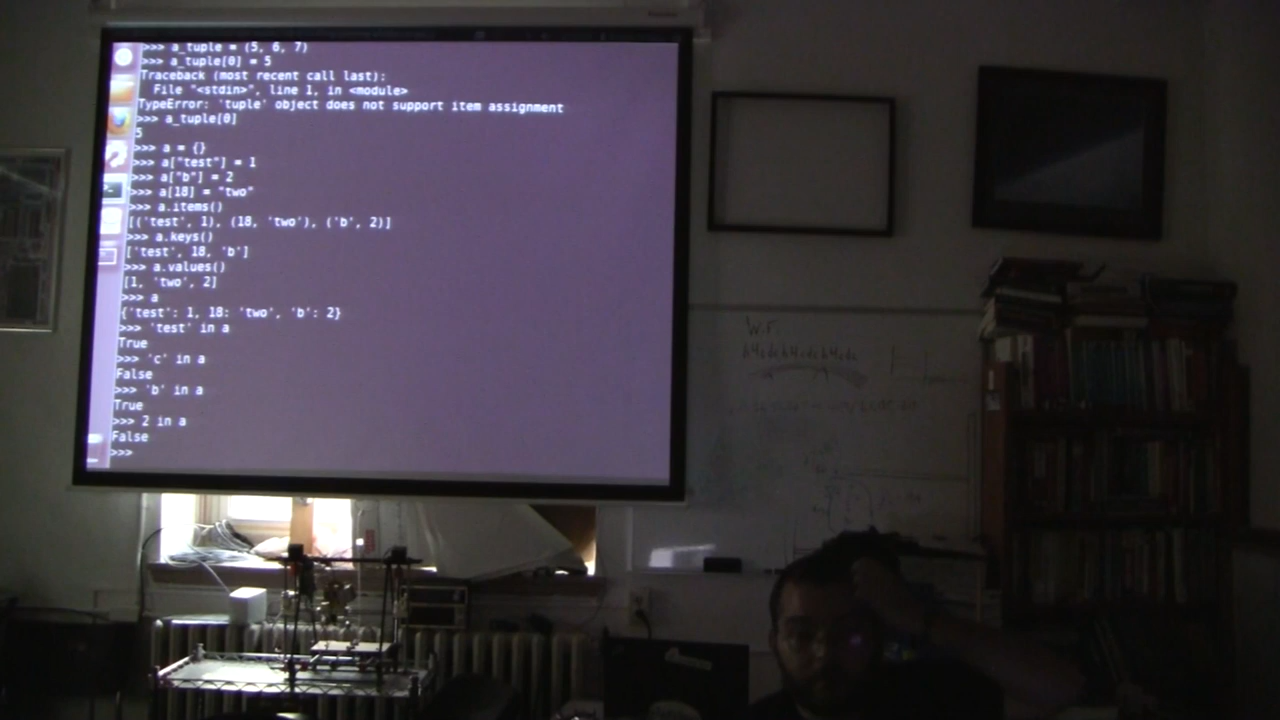 >>> a_tuple = (5, 6, 7)
>>> a_tuple[0] = 5
Traceback (most recent call last):
  File "<stdin>", line 1, in <module>
TypeError: 'tuple' object does not support item assignment
>>> a_tuple[0]
5
>>> a = {}
>>> a["test"] = 1
>>> a["b"] = 2
>>> a[18] = "two"
>>> a.items()
[('test', 1), (18, 'two'), ('b', 2)]
>>> a.keys()
['test', 18, 'b']
>>> a.values()
[1, 'two', 2]
>>> a
{'test': 1, 18: 'two', 'b': 2}
>>> 'test' in a
True
>>> 'c' in a
False
>>> 'b' in a
True
>>> 2 in a
False
>>>